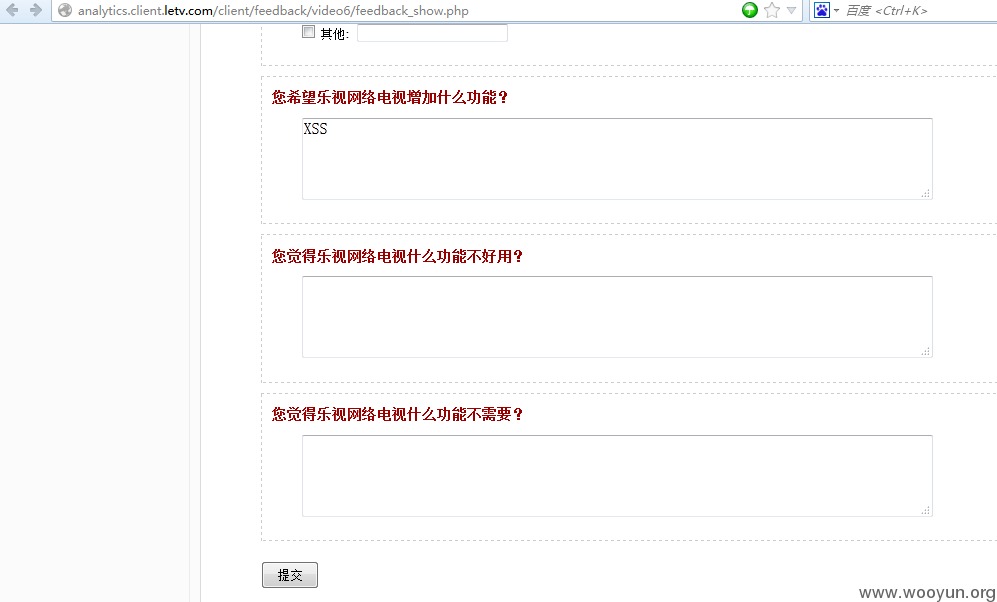 analytics.client.letv.com/client/feedback/video6/feedback_show.php
百度 <Ctrl+K>
其他:
您希望乐视网络电视增加什么功能?
XSS
您觉得乐视网络电视什么功能不好用?
您觉得乐视网络电视什么功能不需要?
提交
www.wooyun.org